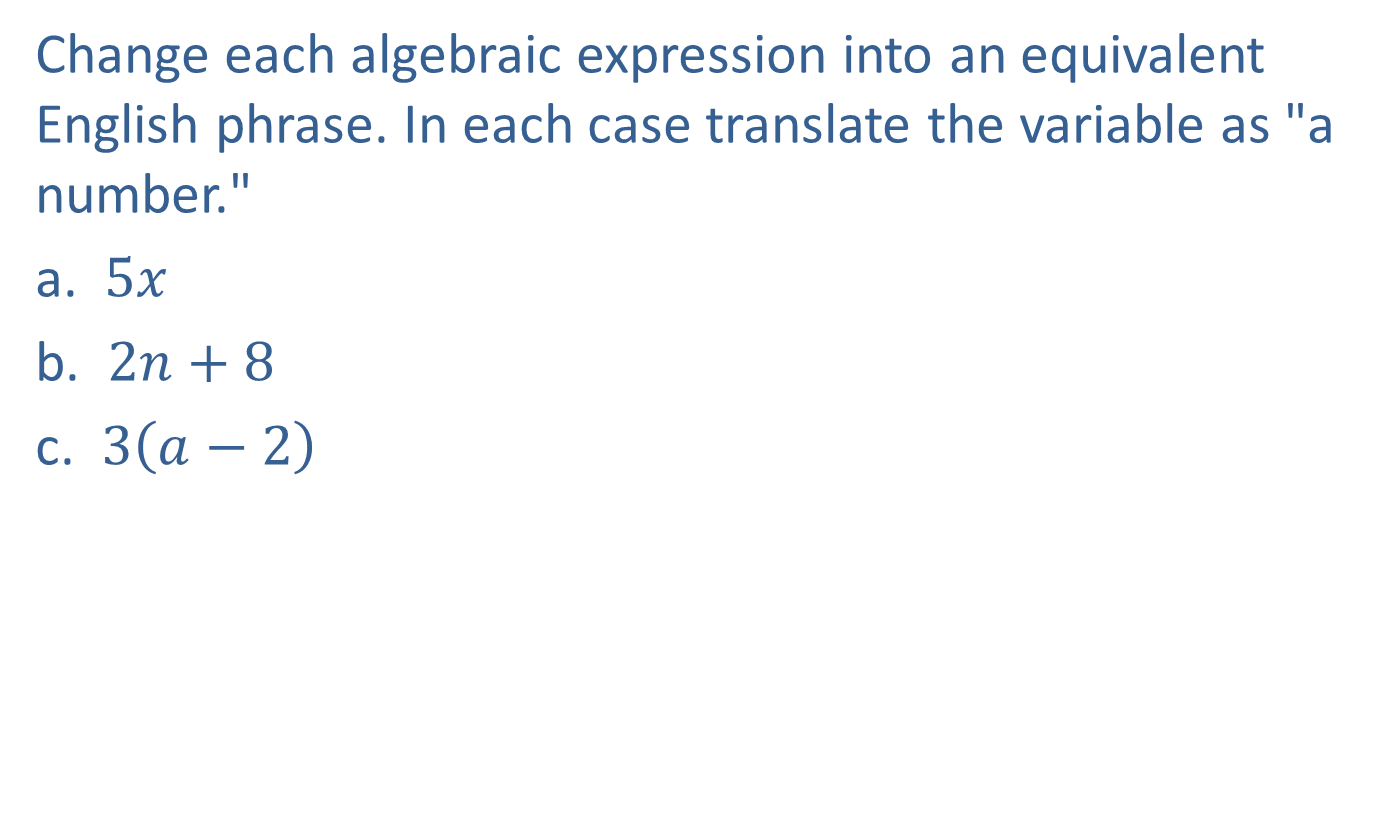 Change each algebraic expression into an equivalent
English phrase. In each case translate the variable as "a
number."
a. 5x
b. 2n + 8
c. 3(a − 2)